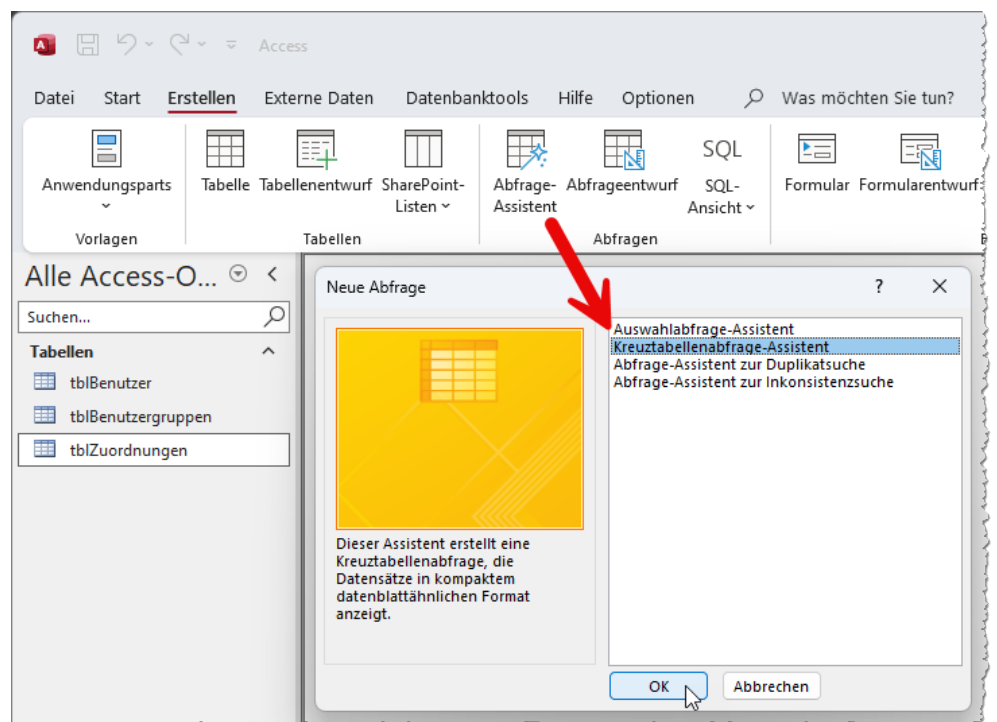 Access
Datei Start Erstellen Externe Daten Datenbanktools Hilfe Optionen Was möchten Sie tun?
SQL
Anwendungsparts Tabelle Tabellenentwurf SharePoint-Listen Abfrage-Assistent Abfrageentwurf SQL-Ansicht Formular Formularentwurf
Vorlagen Tabellen Abfragen
Alle Access-O...
Suchen...
Tabellen
tblBenutzer
tblBenutzergruppen
tblZuordnungen
Neue Abfrage ?
Auswahlabfrage-Assistent
Kreuztabellenabfrage-Assistent
Abfrage-Assistent zur Duplikatsuche
Abfrage-Assistent zur Inkonsistenzsuche
Dieser Assistent erstellt eine
Kreuztabellenabfrage, die
Datensätze in kompaktem
datenblattähnlichen Format
anzeigt.
OK Abbrechen